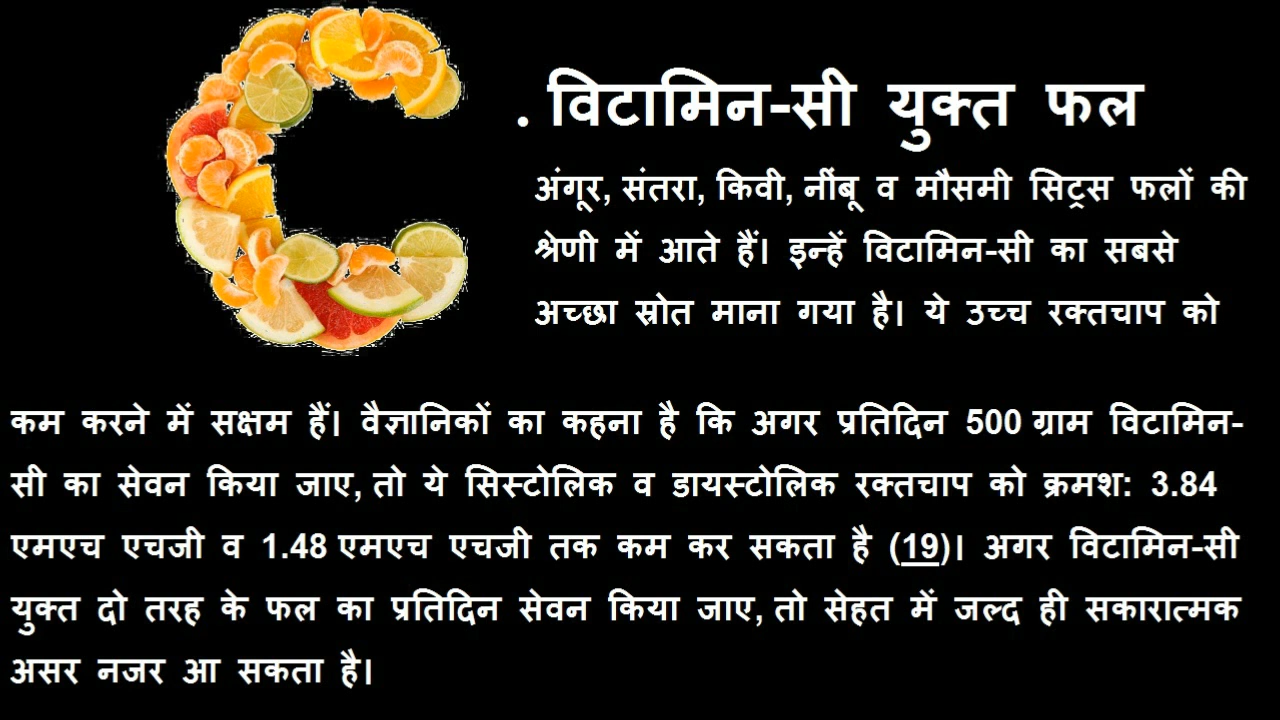 . विटामिन-सी युक्त फल
अंगूर, संतरा, किवी, नींबू व मौसमी सिट्रस फलों की
श्रेणी में आते हैं। इन्हें विटामिन-सी का सबसे
अच्छा स्रोत माना गया है। ये उच्च रक्तचाप को
कम करने में सक्षम हैं। वैज्ञानिकों का कहना है कि अगर प्रतिदिन 500 ग्राम विटामिन-
सी का सेवन किया जाए, तो ये सिस्टोलिक व डायस्टोलिक रक्तचाप को क्रमश: 3.84
एमएच एचजी व 1.48 एमएच एचजी तक कम कर सकता है (19)। अगर विटामिन-सी
युक्त दो तरह के फल का प्रतिदिन सेवन किया जाए, तो सेहत में जल्द ही सकारात्मक
असर नजर आ सकता है।